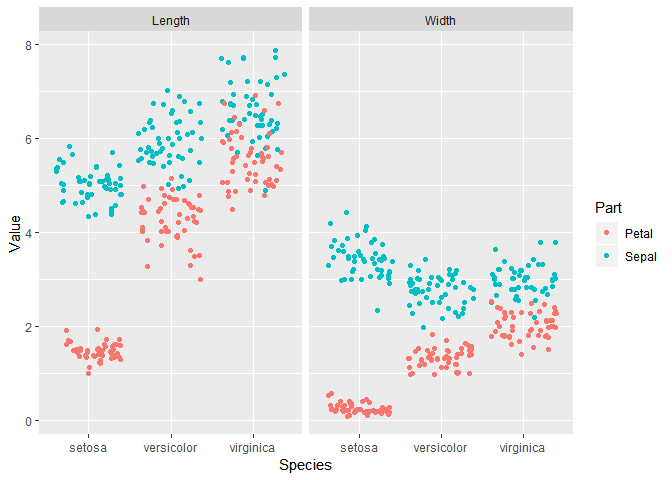 Length Width
8
6
4
2
0
Value
setosa versicolor virginica setosa versicolor virginica
Species
Part
Petal
Sepal